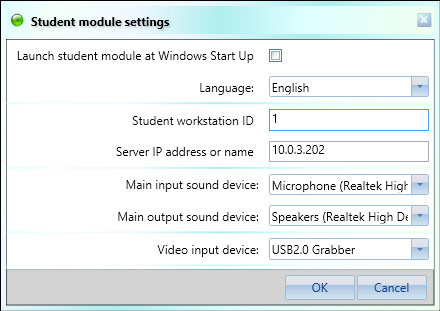 Student module settings
Launch student module at Windows Start Up
Language: English
Student workstation ID 1
Server IP address or name 10.0.3.202
Main input sound device: Microphone (Realtek High
Main output sound device: Speakers (Realtek High De
Video input device: USB2.0 Grabber
OK Cancel